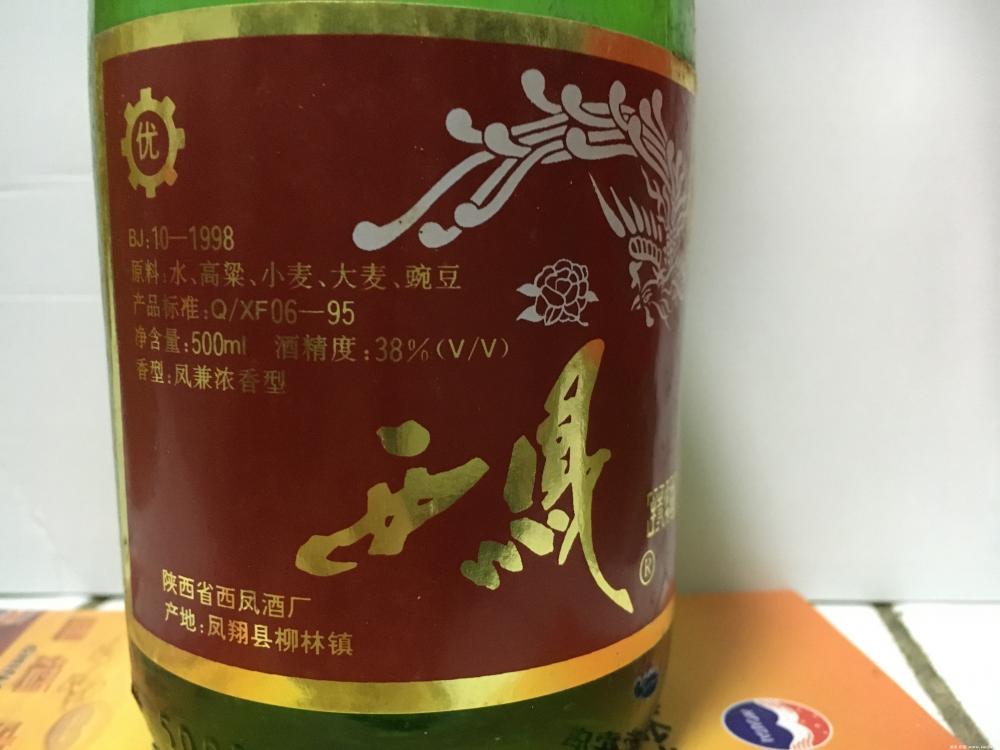 优
BJ:10—1998
原料:水、高粱、小麦、大麦、豌豆
产品标准:Q/XF06—95
净含量:500ml 酒精度:38%(V/V)
香型:凤兼浓香型
西鳳
®
陕西省西凤酒厂
产地:凤翔县柳林镇